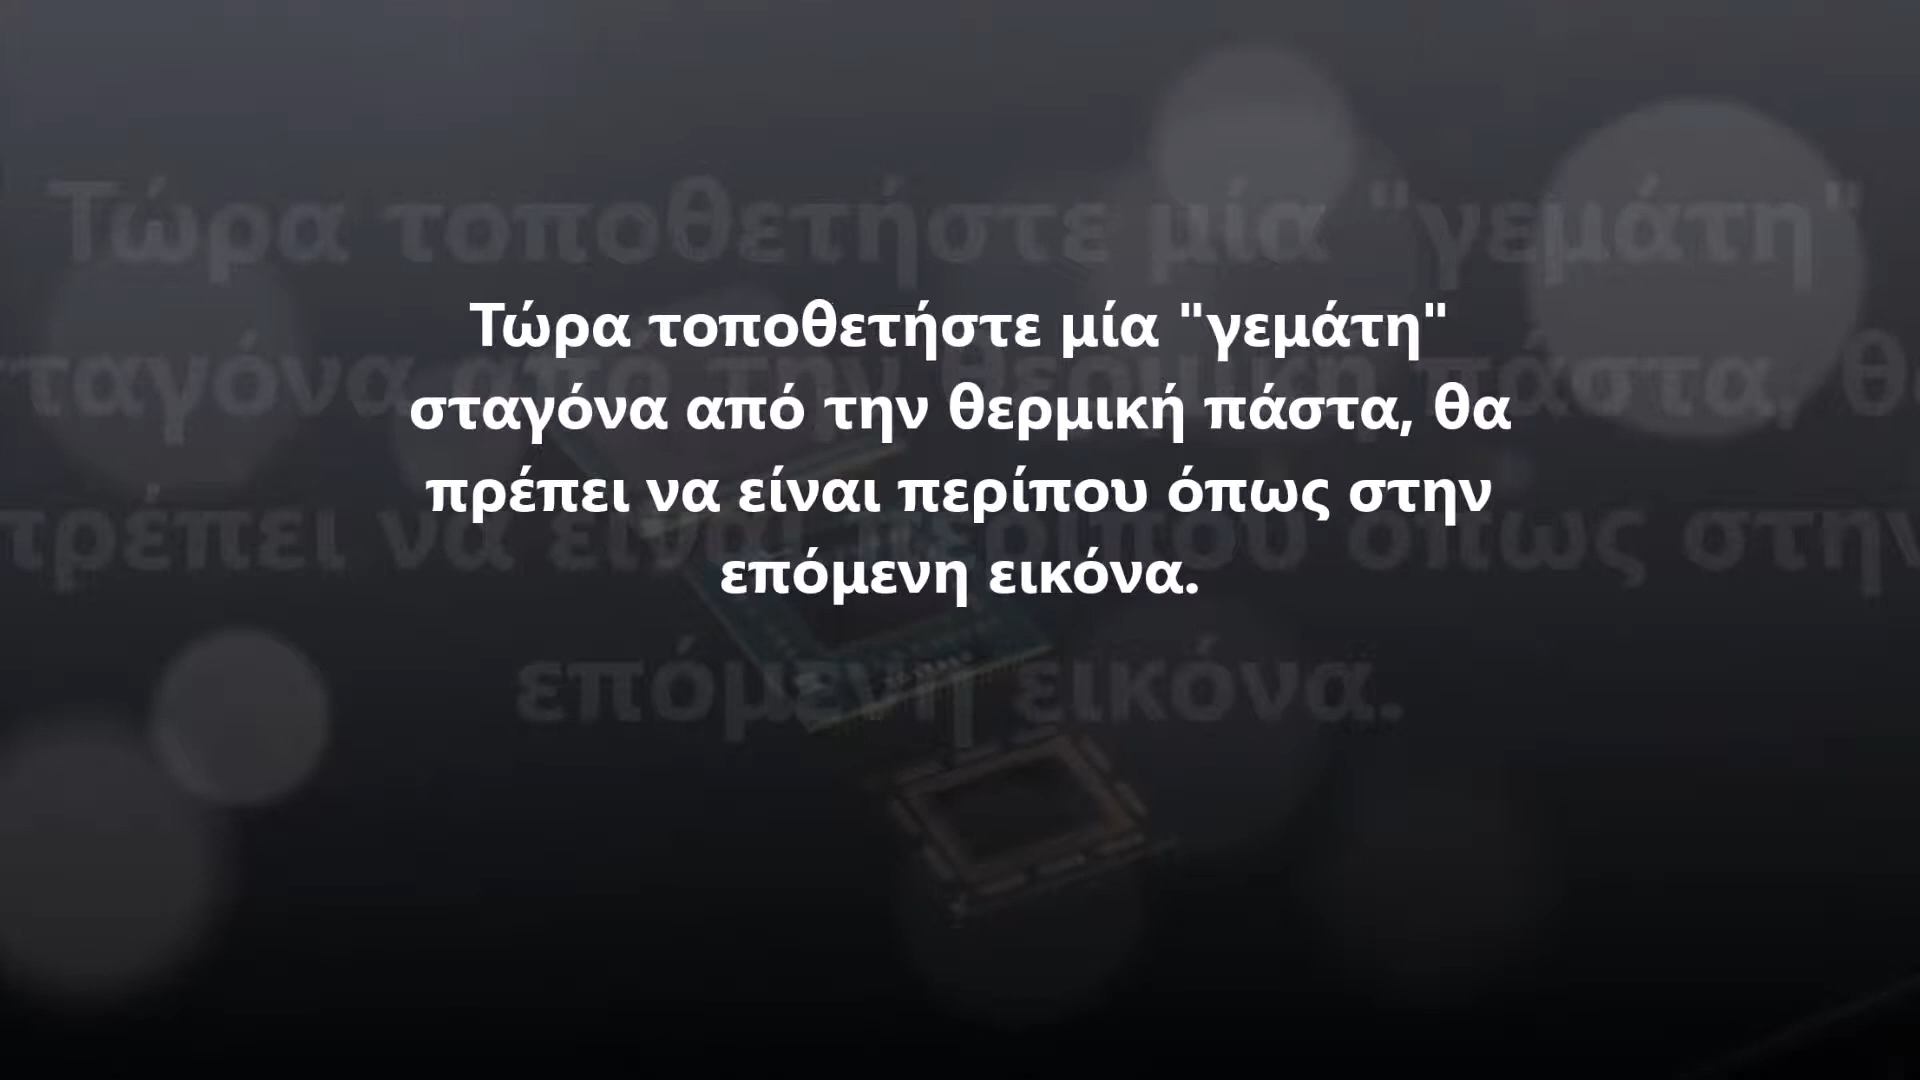 Τώρα τοποθετήστε μία "γεμάτη"
σταγόνα από την θερμική πάστα, θα
πρέπει να είναι περίπου όπως στην
επόμενη εικόνα.